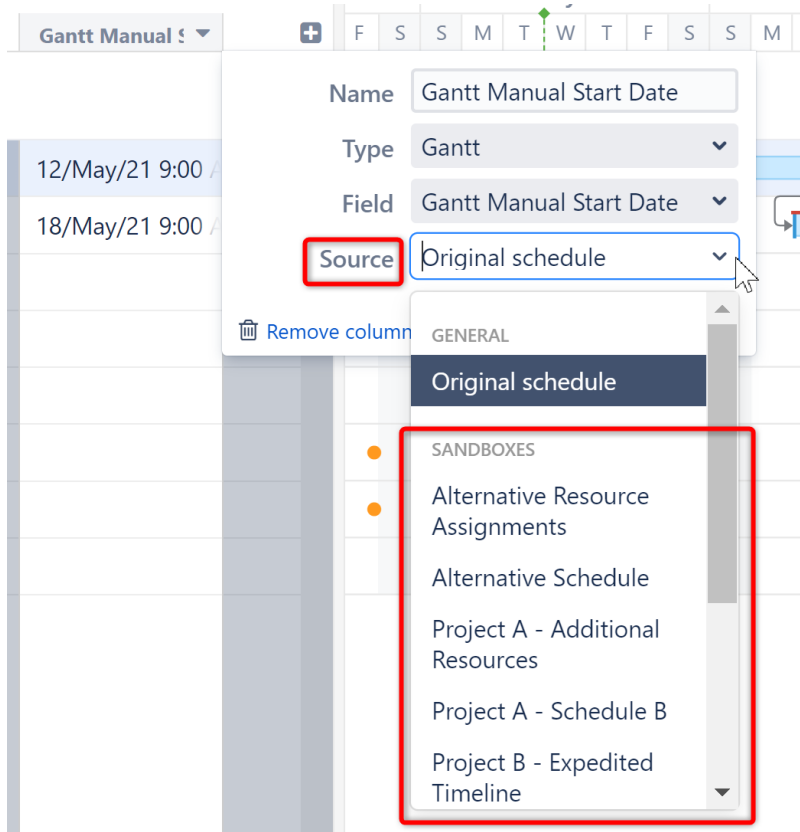 Gantt Manual S
F S S M T W T F S S M
Name Gantt Manual Start Date
Type Gantt
12/May/21 9:00 A
Field Gantt Manual Start Date
18/May/21 9:00 A
Source Original schedule
Remove column
GENERAL
Original schedule
SANDBOXES
Alternative Resource
Assignments
Alternative Schedule
Project A - Additional
Resources
Project A - Schedule B
Project B - Expedited
Timeline